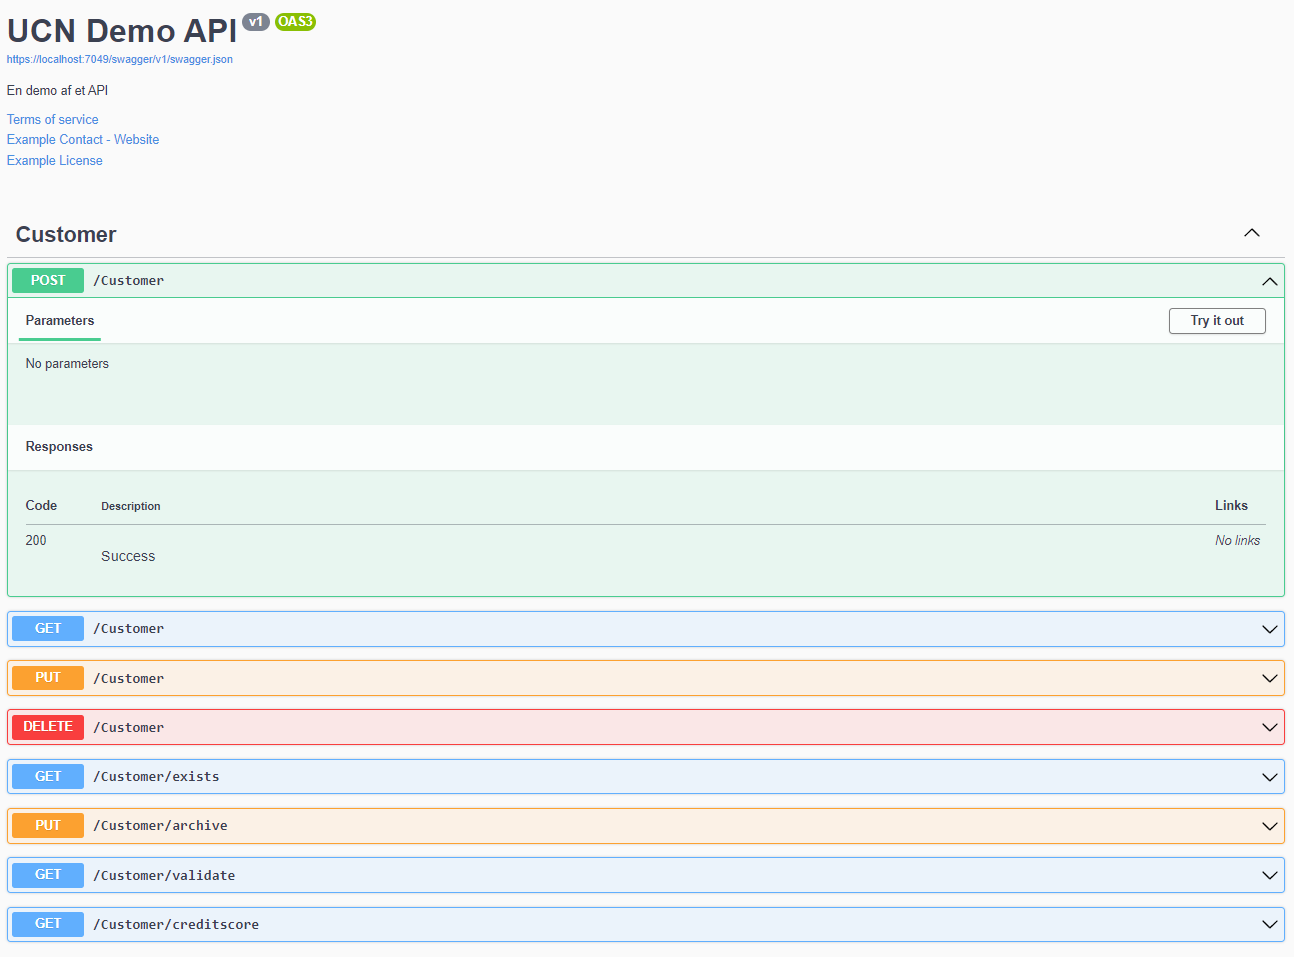 UCN Demo API v1 OAS3
https://localhost:7049/swagger/v1/swagger.json
En demo af et API
Terms of service
Example Contact - Website
Example License
Customer
POST /Customer
Parameters Try it out
No parameters
Responses
Code Description Links
200 Success No links
GET /Customer
PUT /Customer
DELETE /Customer
GET /Customer/exists
PUT /Customer/archive
GET /Customer/validate
GET /Customer/creditscore